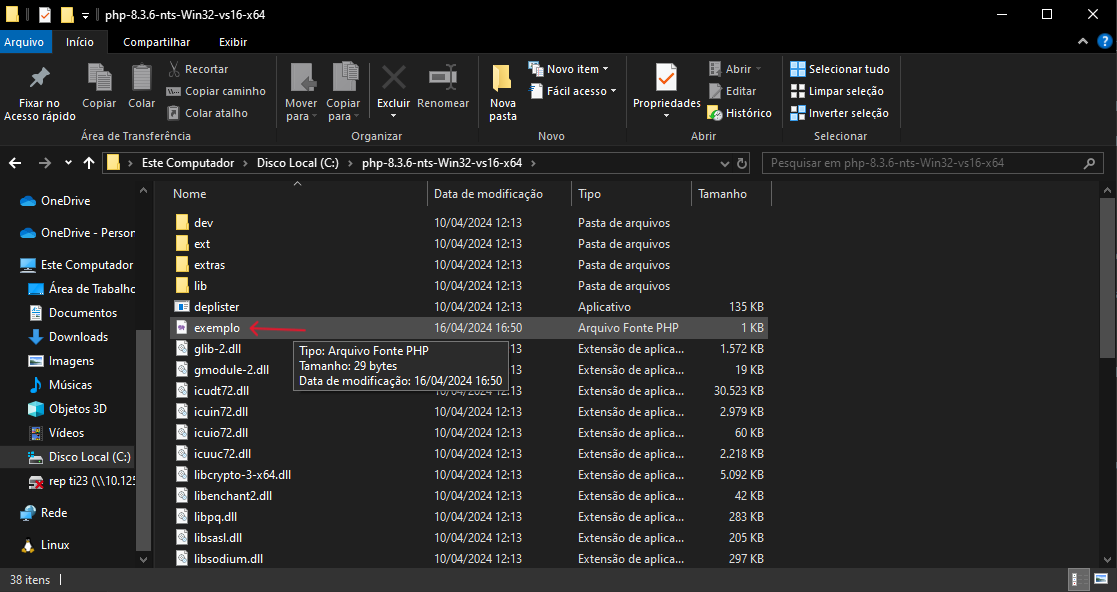 php-8.3.6-nts-Win32-vs16-x64
Arquivo Início Compartilhar Exibir
Fixar no Acesso rápido
Copiar
Colar
Recortar
Copiar caminho
Colar atalho
Área de Transferência
Mover para
Copiar para
Excluir
Renomear
Organizar
Nova pasta
Novo item
Fácil acesso
Novo
Propriedades
Abrir
Editar
Histórico
Abrir
Selecionar tudo
Limpar seleção
Inverter seleção
Selecionar
Este Computador > Disco Local (C:) > php-8.3.6-nts-Win32-vs16-x64 >
Pesquisar em php-8.3.6-nts-Win32-vs16-x64
OneDrive
OneDrive - Person
Este Computador
Área de Trabalho
Documentos
Downloads
Imagens
Músicas
Objetos 3D
Vídeos
Disco Local (C:)
rep ti23 (\\10.125
Rede
Linux
Nome Data de modificação Tipo Tamanho
dev 10/04/2024 12:13 Pasta de arquivos
ext 10/04/2024 12:13 Pasta de arquivos
extras 10/04/2024 12:13 Pasta de arquivos
lib 10/04/2024 12:13 Pasta de arquivos
deplister 10/04/2024 12:13 Aplicativo 135 KB
exemplo 16/04/2024 16:50 Arquivo Fonte PHP 1 KB
glib-2.dll 13 Extensão de aplica... 1.572 KB
gmodule-2.dll 13 Extensão de aplica... 19 KB
icudt72.dll 13 Extensão de aplica... 30.523 KB
Tipo: Arquivo Fonte PHP
Tamanho: 29 bytes
Data de modificação: 16/04/2024 16:50
icuin72.dll 10/04/2024 12:13 Extensão de aplica... 2.979 KB
icuio72.dll 10/04/2024 12:13 Extensão de aplica... 60 KB
icuuc72.dll 10/04/2024 12:13 Extensão de aplica... 2.218 KB
libcrypto-3-x64.dll 10/04/2024 12:13 Extensão de aplica... 5.092 KB
libenchant2.dll 10/04/2024 12:13 Extensão de aplica... 42 KB
libpq.dll 10/04/2024 12:13 Extensão de aplica... 283 KB
libsasl.dll 10/04/2024 12:13 Extensão de aplica... 205 KB
libsodium.dll 10/04/2024 12:13 Extensão de aplica... 297 KB
38 itens